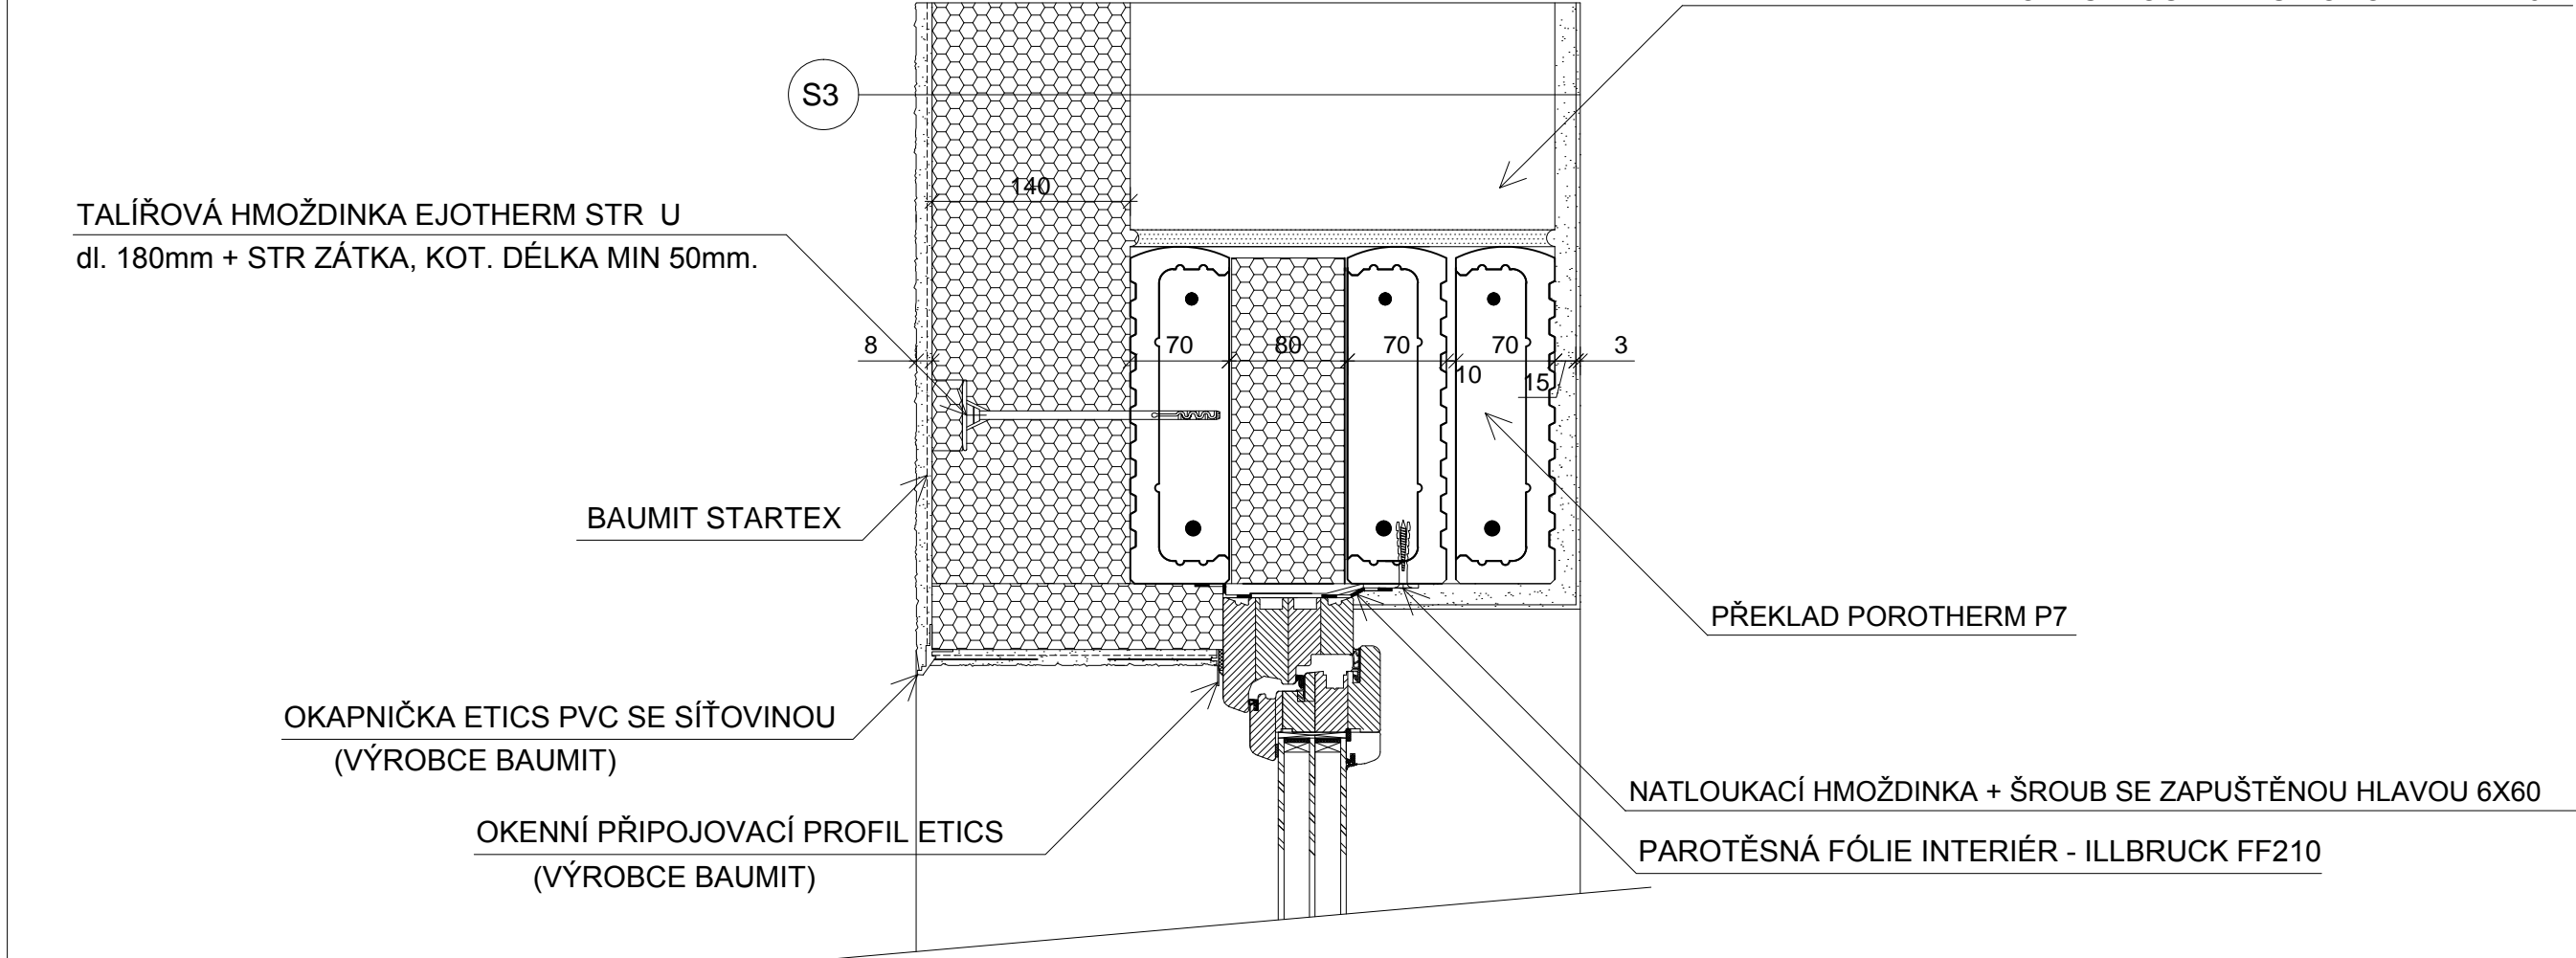 S3
140
TALÍŘOVÁ HMOŽDINKA EJOTHERM STR U
dl. 180mm + STR ZÁTKA, KOT. DÉLKA MIN 50mm.
8
70
80
70
70
3
10
15
BAUMIT STARTEX
PŘEKLAD POROTHERM P7
OKAPNIČKA ETICS PVC SE SÍŤOVINOU
(VÝROBCE BAUMIT)
NATLOUKACÍ HMOŽDINKA + ŠROUB SE ZAPUŠTĚNOU HLAVOU 6X60
OKENNÍ PŘIPOJOVACÍ PROFIL ETICS
(VÝROBCE BAUMIT)
PAROTĚSNÁ FÓLIE INTERIÉR - ILLBRUCK FF210